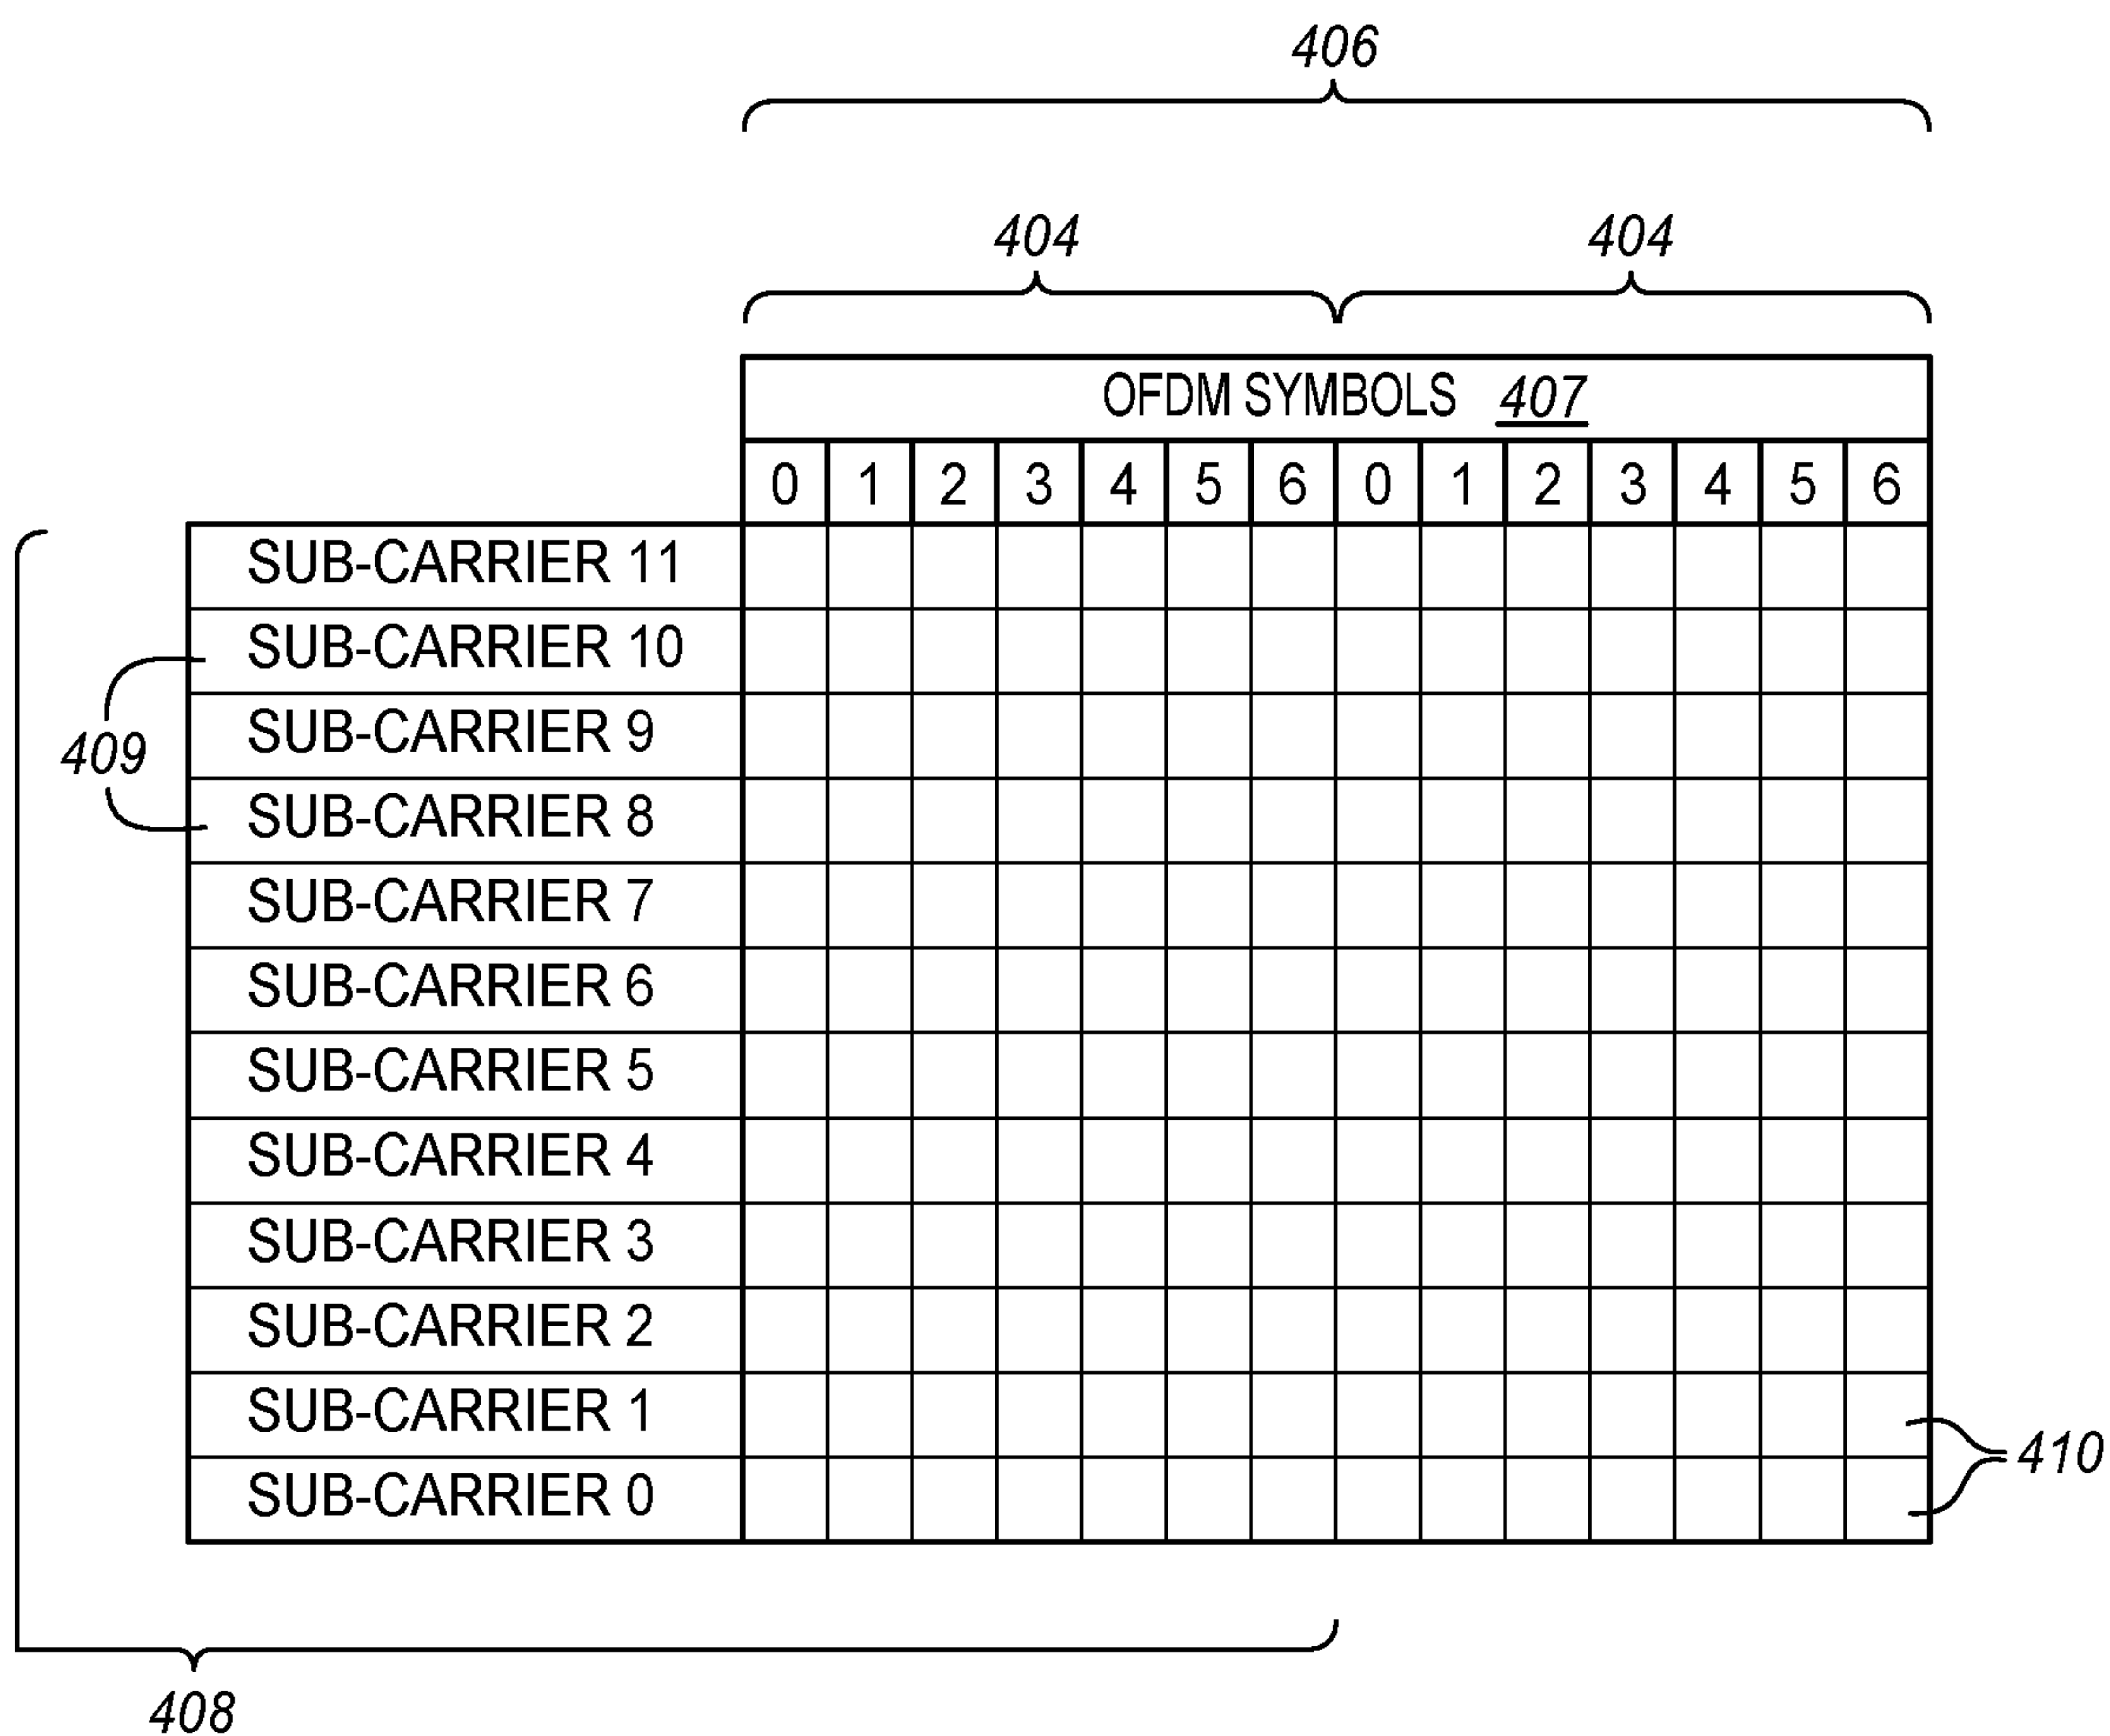 406
404 404
OFDM SYMBOLS 407
0 1 2 3 4 5 6 0 1 2 3 4 5 6
SUB-CARRIER 11
SUB-CARRIER 10
SUB-CARRIER 9
409
SUB-CARRIER 8
SUB-CARRIER 7
SUB-CARRIER 6
SUB-CARRIER 5
SUB-CARRIER 4
SUB-CARRIER 3
SUB-CARRIER 2
SUB-CARRIER 1
410
SUB-CARRIER 0
408